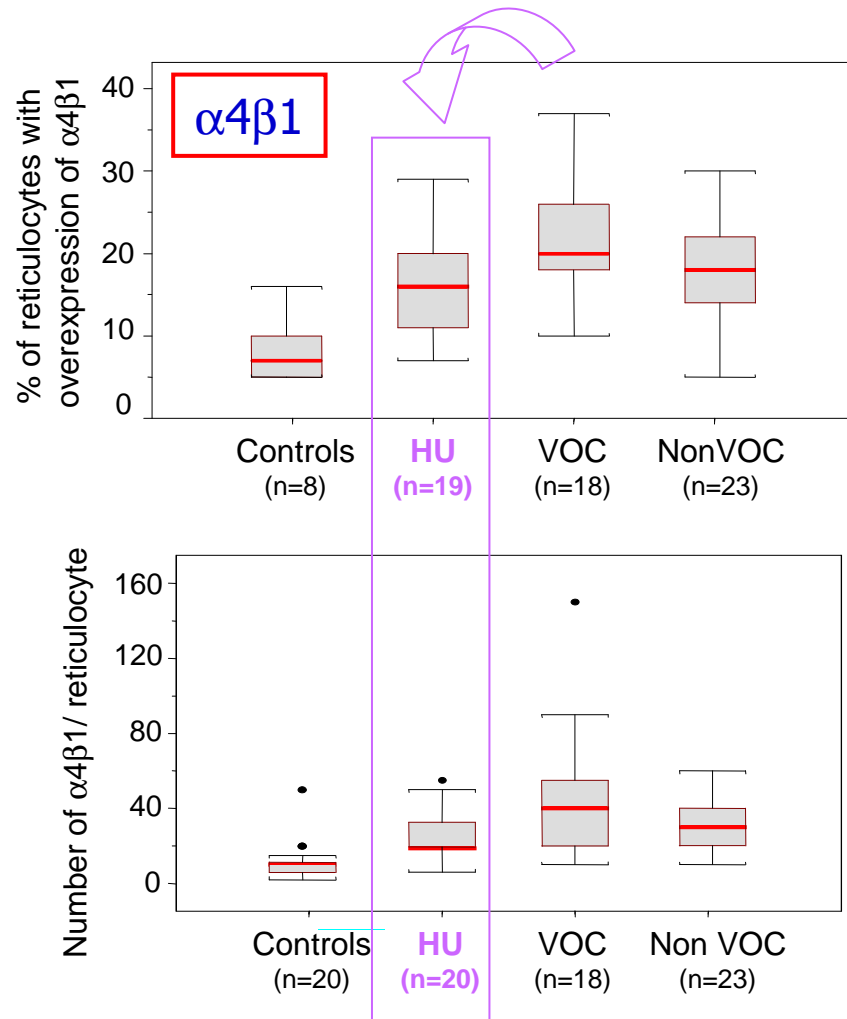 α4β1
% of reticulocytes with
overexpression of α4β1
40
30
20
10
0
Controls HU VOC NonVOC
(n=8) (n=19) (n=18) (n=23)
Number of α4β1/ reticulocyte
160
120
80
40
0
Controls HU VOC Non VOC
(n=20) (n=20) (n=18) (n=23)